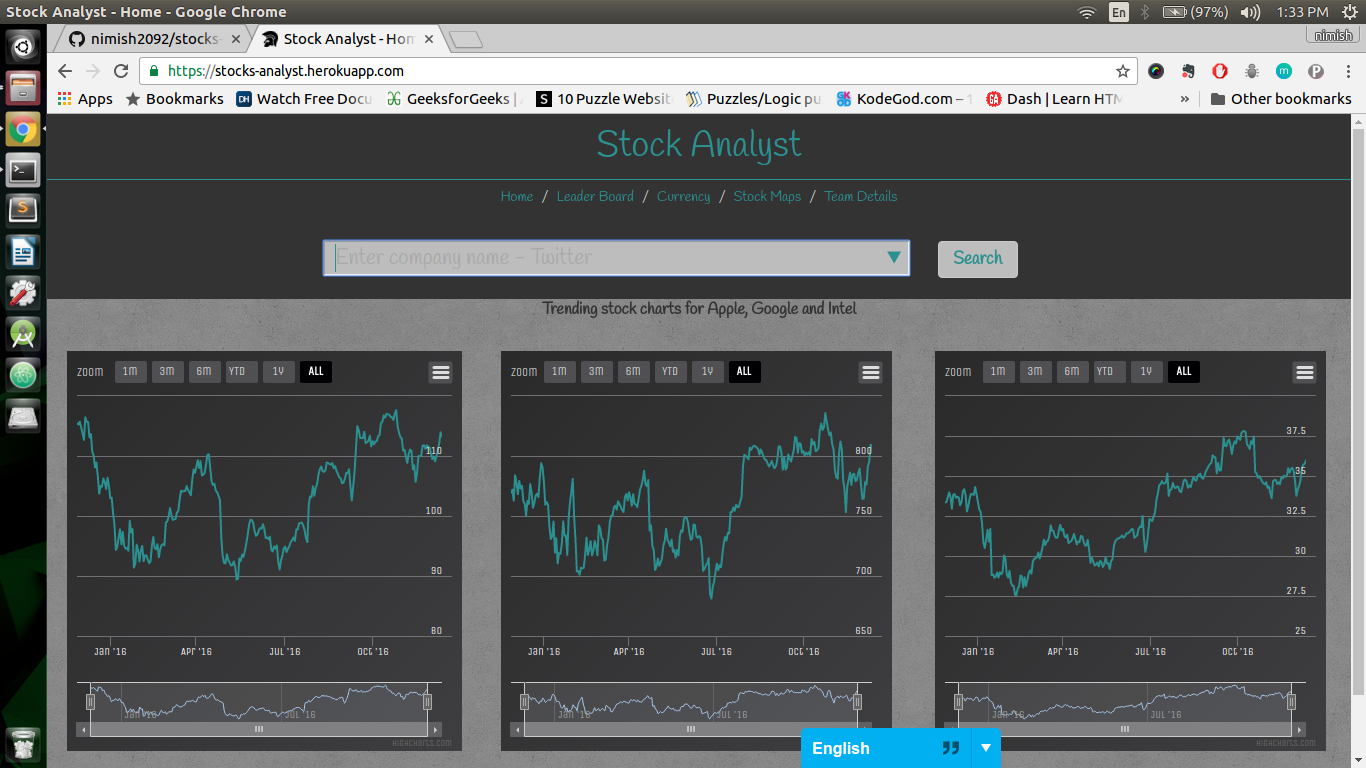 Stock Analyst - Home - Google Chrome
En (97%) 1:33 PM
nimish2092/stocks- Stock Analyst - Hom nimish
https://stocks-analyst.herokuapp.com
Apps Bookmarks DH Watch Free Docu GeeksforGeeks | A S 10 Puzzle Websit Puzzles/Logic pu KodeGod.com – 1 GA Dash | Learn HTM » Other bookmarks
Stock Analyst
Home / Leader Board / Currency / Stock Maps / Team Details
Enter company name - Twitter Search
Trending stock charts for Apple, Google and Intel
Zoom 1m 3m 6m YTD 1y All
110
100
90
80
Jan '16 Apr '16 Jul '16 Oct '16
Jan '16 Jul '16
Highcharts.com
Zoom 1m 3m 6m YTD 1y All
800
750
700
650
Jan '16 Apr '16 Jul '16 Oct '16
Jan '16 Jul '16
Zoom 1m 3m 6m YTD 1y All
37.5
35
32.5
30
27.5
25
Jan '16 Apr '16 Jul '16 Oct '16
Jan '16 Jul '16
Highcharts.com
English